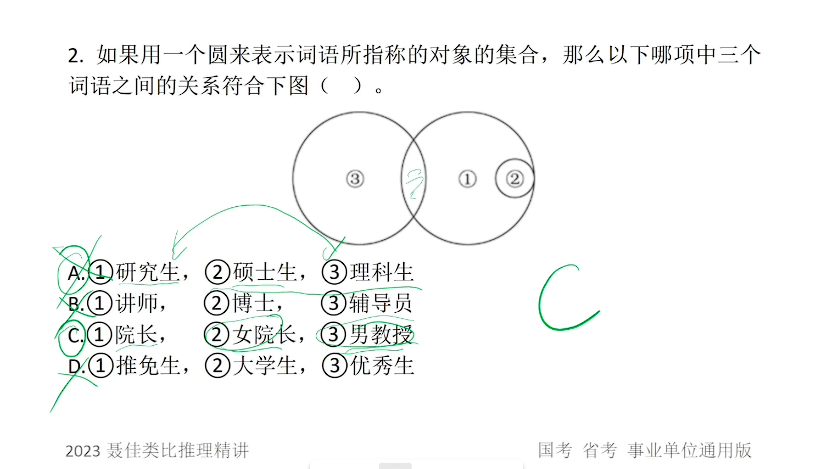 2. 如果用一个圆来表示词语所指称的对象的集合，那么以下哪项中三个
词语之间的关系符合下图（ ）。
③ ① ②
A.①研究生，②硕士生，③理科生
B.①讲师，②博士，③辅导员
C.①院长，②女院长，③男教授
D.①推免生，②大学生，③优秀生
C
2023 聂佳类比推理精讲
国考 省考 事业单位通用版